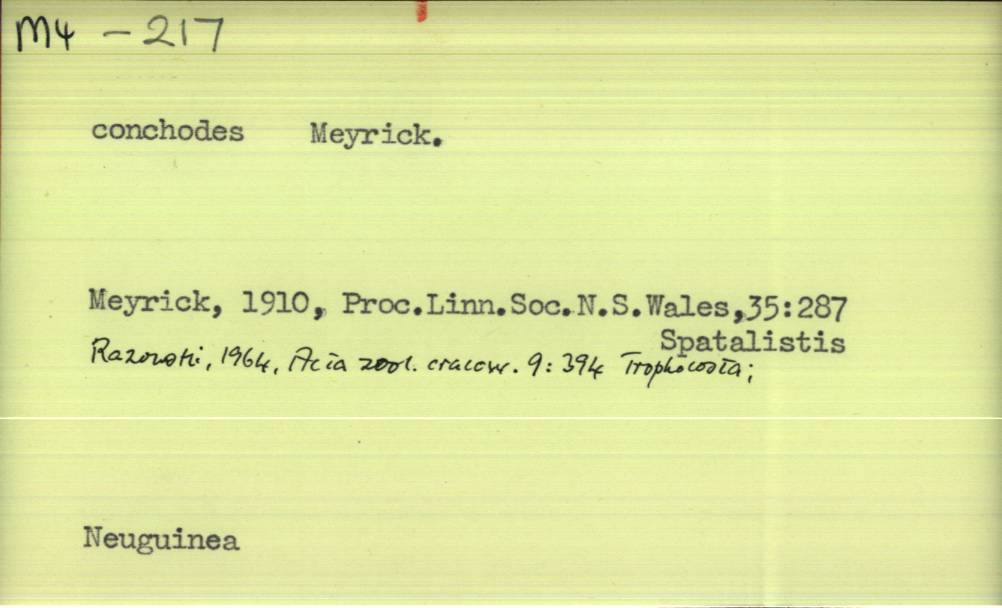 M4 - 217
conchodes Meyrick.
Meyrick, 1910, Proc.Linn.Soc.N.S.Wales,35:287
Spatalistis
Razowski, 1964, Acta zool. cracov. 9: 394 Trophocosta;
Neuguinea